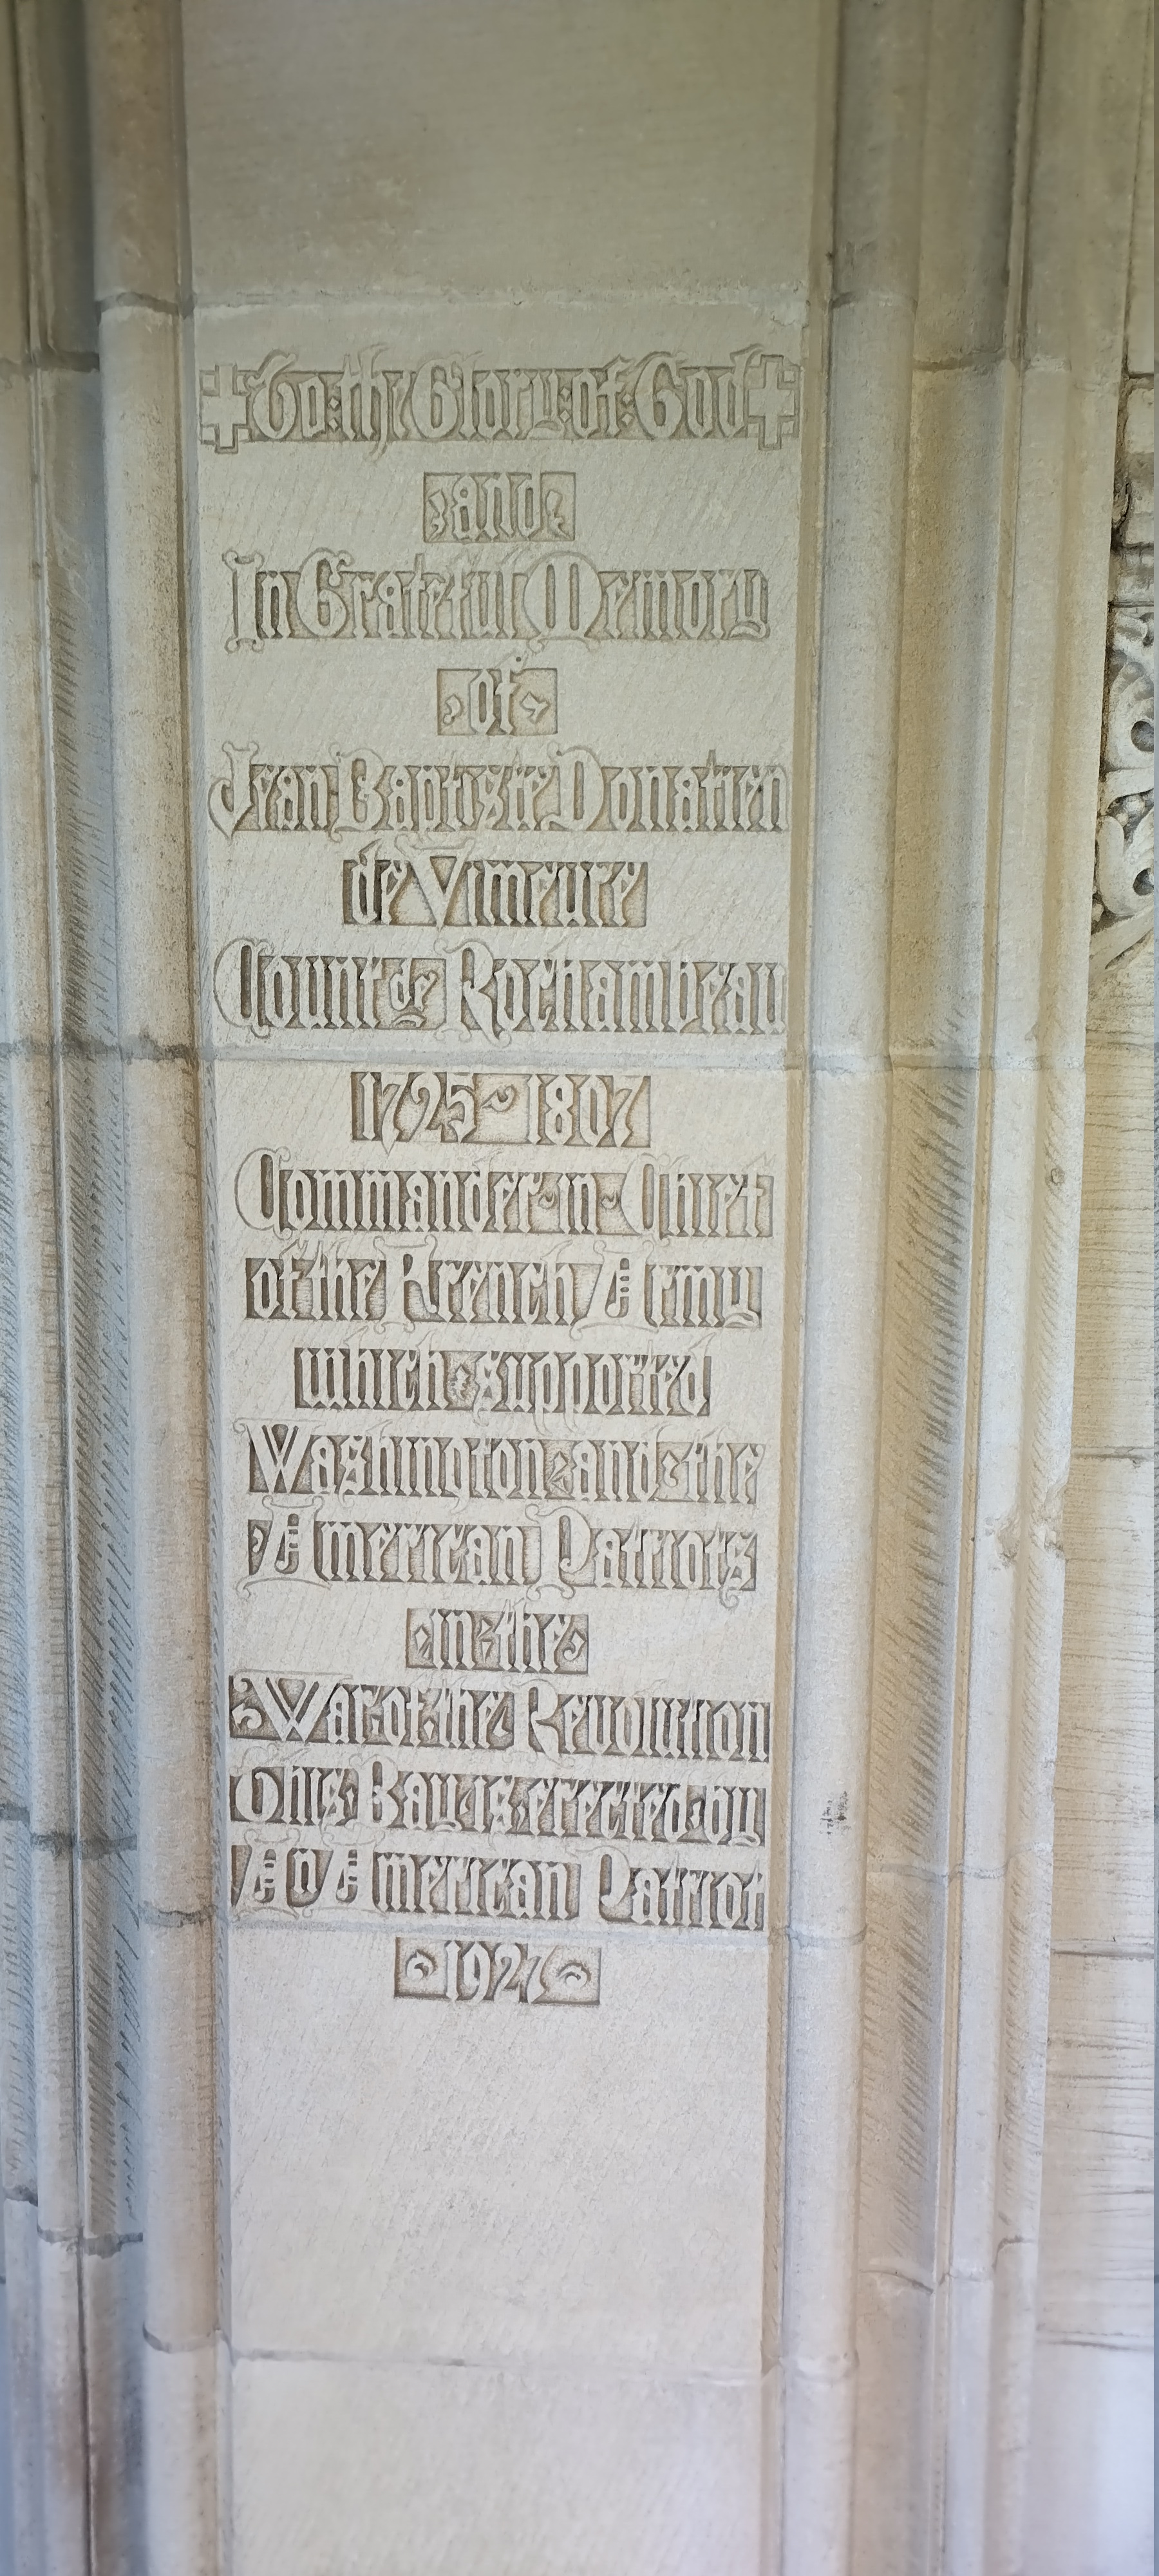 To the Glory of God
and
In Grateful Memory
of
Jean Baptiste Donatien
de Vimeure
Count de Rochambeau
1725-1807
Commander-in-Chief
of the French Army
which supported
Washington and the
American Patriots
in the
War of the Revolution
This Bay is erected by
An American Patriot
1927